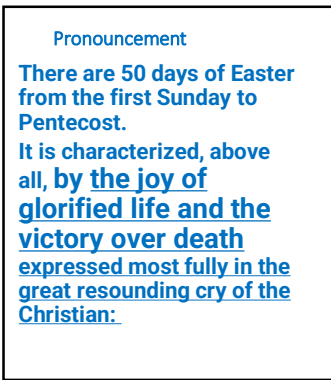 Pronouncement
There are 50 days of Easter
from the first Sunday to
Pentecost.
It is characterized, above
all, by the joy of
glorified life and the
victory over death
expressed most fully in the
great resounding cry of the
Christian: